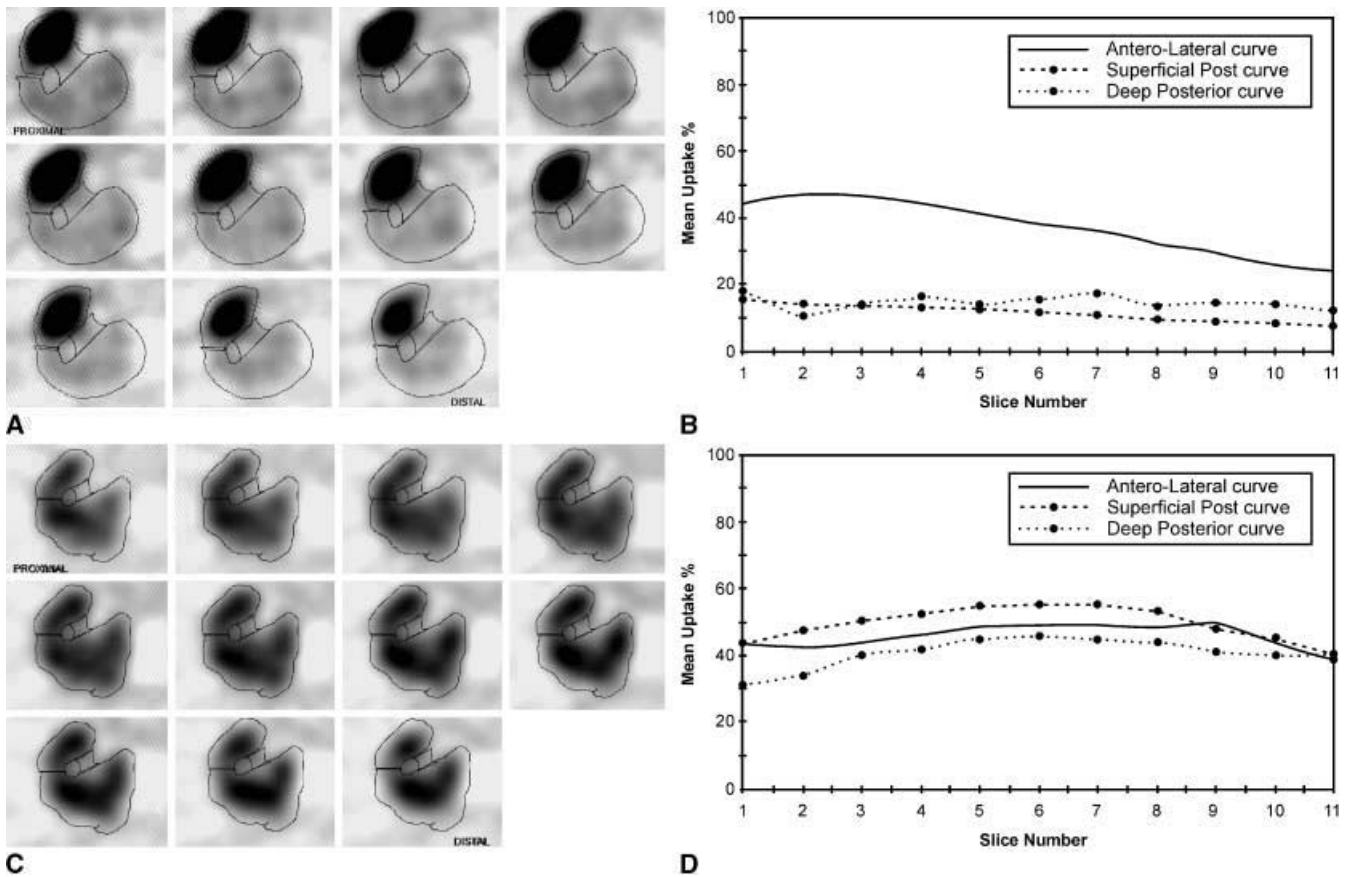 PROXIMAL
DISTAL
A
100
80
60
40
20
0
Mean Uptake %
Antero-Lateral curve
Superficial Post curve
Deep Posterior curve
1 2 3 4 5 6 7 8 9 10 11
Slice Number
B
PROXIMAL
DISTAL
C
100
80
60
40
20
0
Mean Uptake %
Antero-Lateral curve
Superficial Post curve
Deep Posterior curve
1 2 3 4 5 6 7 8 9 10 11
Slice Number
D